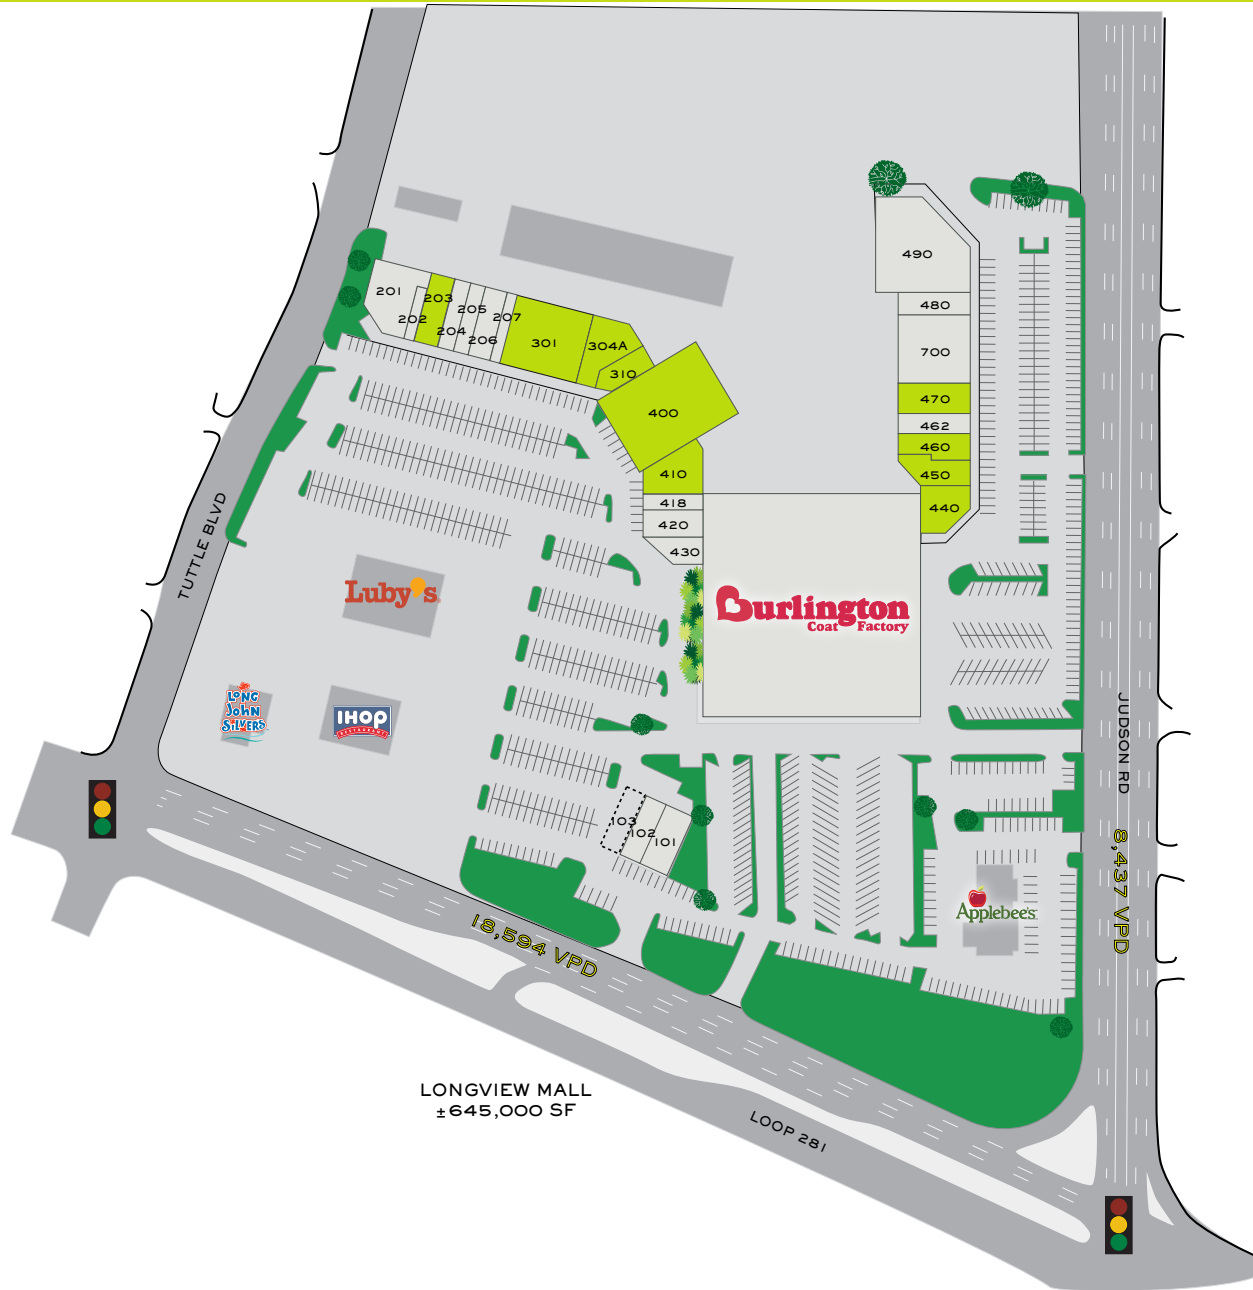 490
201
203
480
205
202
207
204
206
301
304A
700
310
470
400
462
460
410
450
418
440
420
430
TUTTLE BLVD
Luby's
Burlington
Coat Factory
LONG
JOHN
SILVERS
IHOP
RESTAURANT
JUDSON RD
103
102
101
8,437 VPD
Applebee's
18,594 VPD
LONGVIEW MALL
±645,000 SF
LOOP 281